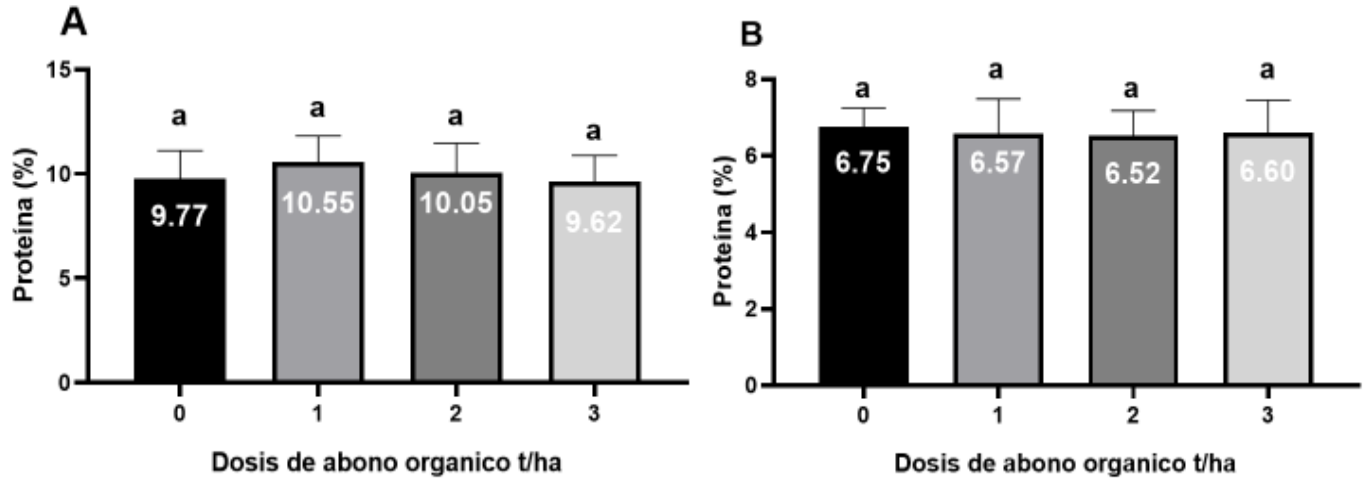 A
Proteína (%)
15
10
5
0
a
a
a
a
9.77
10.55
10.05
9.62
0
1
2
3
Dosis de abono organico t/ha
B
Proteína (%)
8
6
4
2
0
a
a
a
a
6.75
6.57
6.52
6.60
0
1
2
3
Dosis de abono organico t/ha